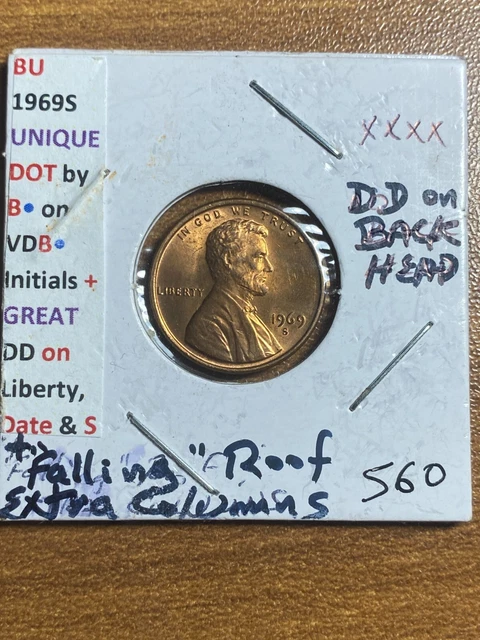 BU
1969S
UNIQUE
DOT by
B• on
VDB•
Initials +
GREAT
DD on
Liberty,
Date & S
XXXX
DD on
BACK
HEAD
IN GOD WE TRUST
LIBERTY
1969
S
"Falling" Roof
Extra Columns
560